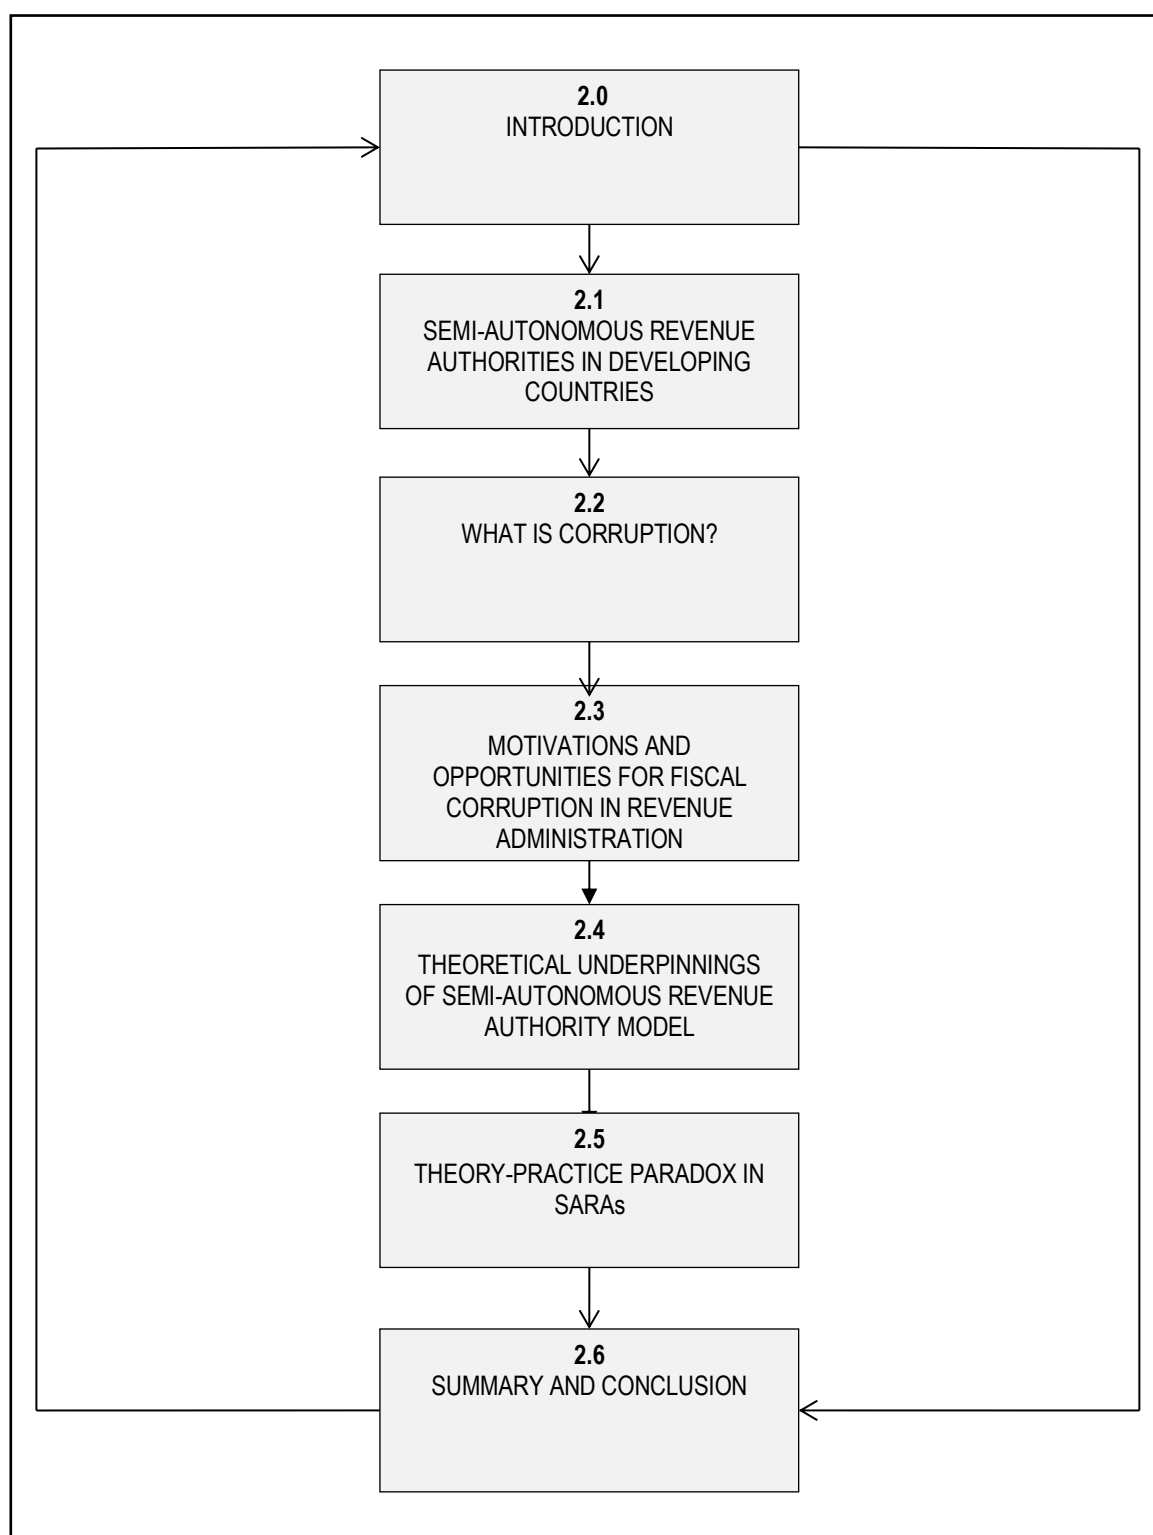 2.0
INTRODUCTION
2.1
SEMI-AUTONOMOUS REVENUE
AUTHORITIES IN DEVELOPING
COUNTRIES
2.2
WHAT IS CORRUPTION?
2.3
MOTIVATIONS AND
OPPORTUNITIES FOR FISCAL
CORRUPTION IN REVENUE
ADMINISTRATION
2.4
THEORETICAL UNDERPINNINGS
OF SEMI-AUTONOMOUS REVENUE
AUTHORITY MODEL
2.5
THEORY-PRACTICE PARADOX IN
SARAs
2.6
SUMMARY AND CONCLUSION